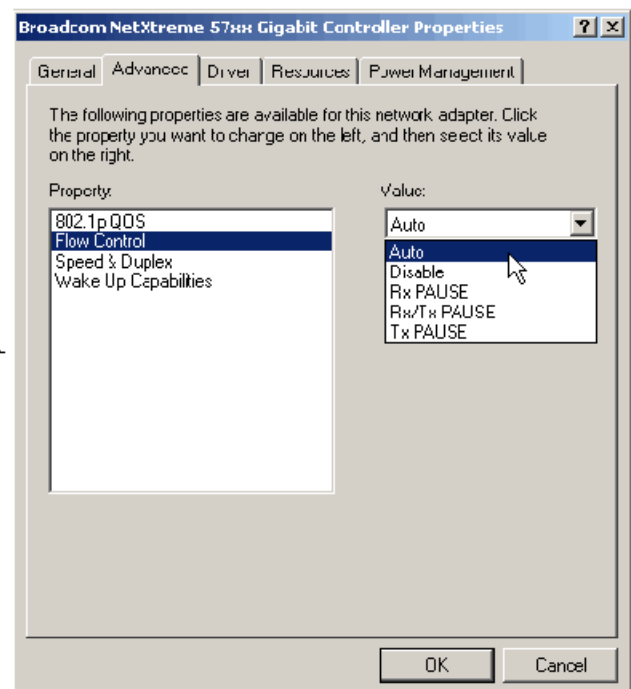 Broadcom NetXtreme 57xx Gigabit Controller Properties
General Advanced Driver Resources Power Management
The following properties are available for this network adapter. Click
the property you want to change on the left, and then select its value
on the right.
Property:
802.1p QOS
Flow Control
Speed & Duplex
Wake Up Capabilities
Value:
Auto
Auto
Disable
Rx PAUSE
Rx/Tx PAUSE
Tx PAUSE
OK Cancel